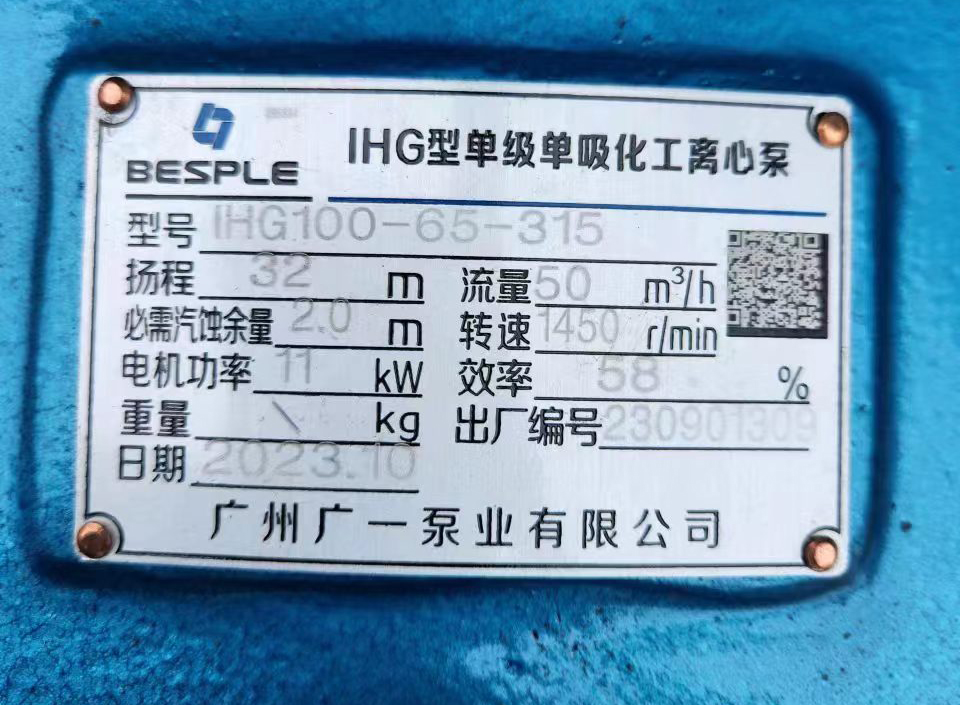 BESPLE
IHG型单级单吸化工离心泵
型号 IHG100-65-315
扬程 32 m 流量 50 m³/h
必需汽蚀余量 2.0 m 转速 1450 r/min
电机功率 11 kW 效率 58 %
重量 \ kg 出厂编号 230901309
日期 2023.10
广州广一泵业有限公司